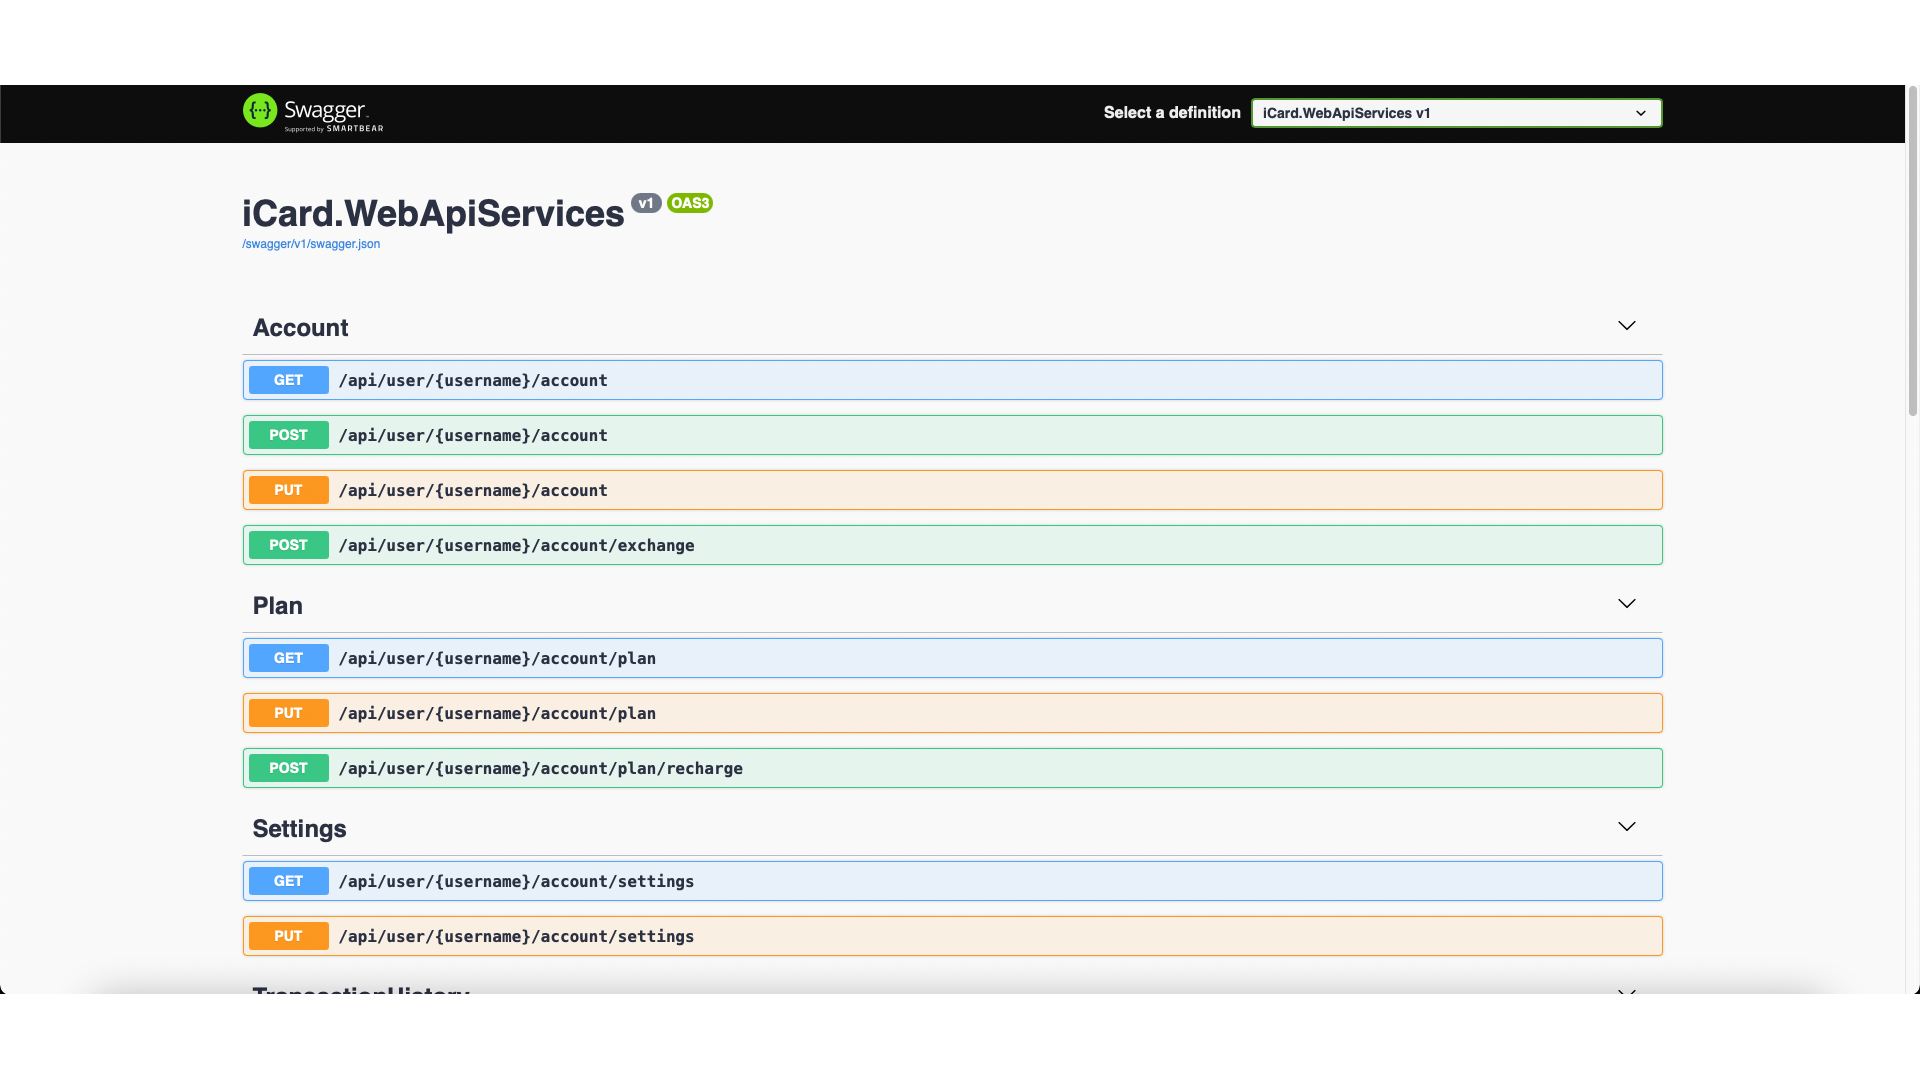 Swagger
Supported by SMARTBEAR
Select a definition
iCard.WebApiServices v1
iCard.WebApiServices v1 OAS3
/swagger/v1/swagger.json
Account
GET /api/user/{username}/account
POST /api/user/{username}/account
PUT /api/user/{username}/account
POST /api/user/{username}/account/exchange
Plan
GET /api/user/{username}/account/plan
PUT /api/user/{username}/account/plan
POST /api/user/{username}/account/plan/recharge
Settings
GET /api/user/{username}/account/settings
PUT /api/user/{username}/account/settings
TransactionHistory